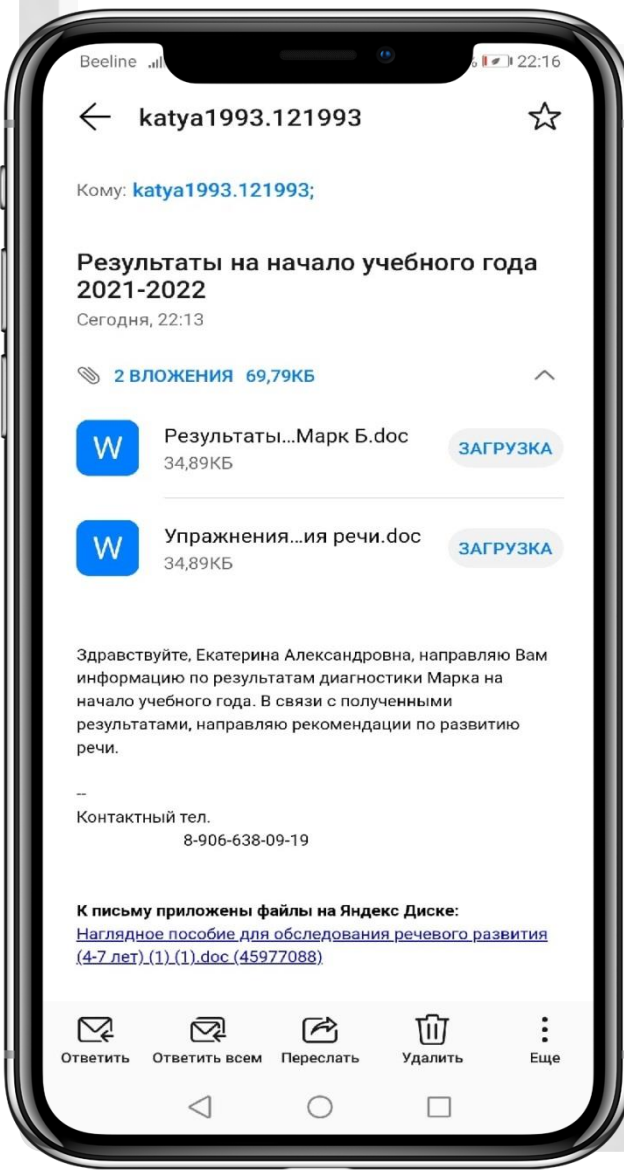 Beeline 22:16
katya1993.121993
Кому: katya1993.121993;
Результаты на начало учебного года
2021-2022
Сегодня, 22:13
2 ВЛОЖЕНИЯ 69,79КБ
W Результаты...Марк Б.doc
34,89КБ
ЗАГРУЗКА
W Упражнения...ия речи.doc
34,89КБ
ЗАГРУЗКА
Здравствуйте, Екатерина Александровна, направляю Вам
информацию по результатам диагностики Марка на
начало учебного года. В связи с полученными
результатами, направляю рекомендации по развитию
речи.
--
Контактный тел.
8-906-638-09-19
К письму приложены файлы на Яндекс Диске:
Наглядное пособие для обследования речевого развития
(4-7 лет) (1) (1).doc (45977088)
Ответить Ответить всем Переслать Удалить Еще